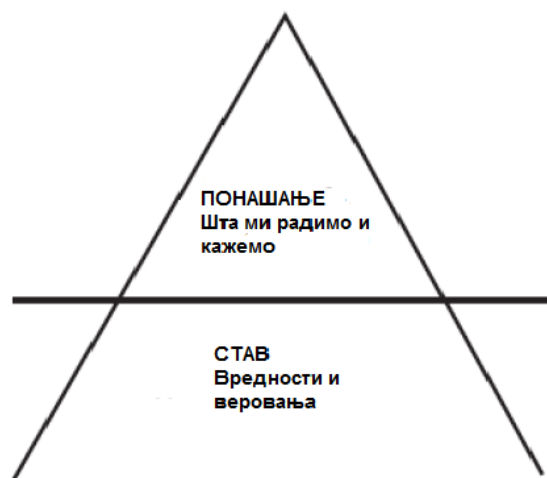 ПОНАШАЊЕ
Шта ми радимо и
кажемо
СТАВ
Вредности и
веровања